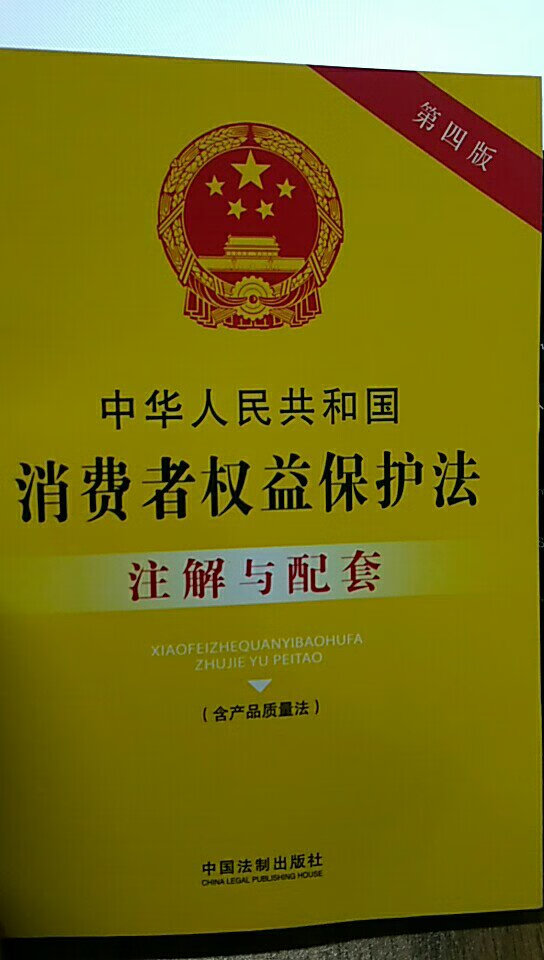 第四版
中华人民共和国
消费者权益保护法
注解与配套
XIAOFEIZHEQUANYIBAOHUFA
ZHUJIE YU PEITAO
（含产品质量法）
中国法制出版社
CHINA LEGAL PUBLISHING HOUSE